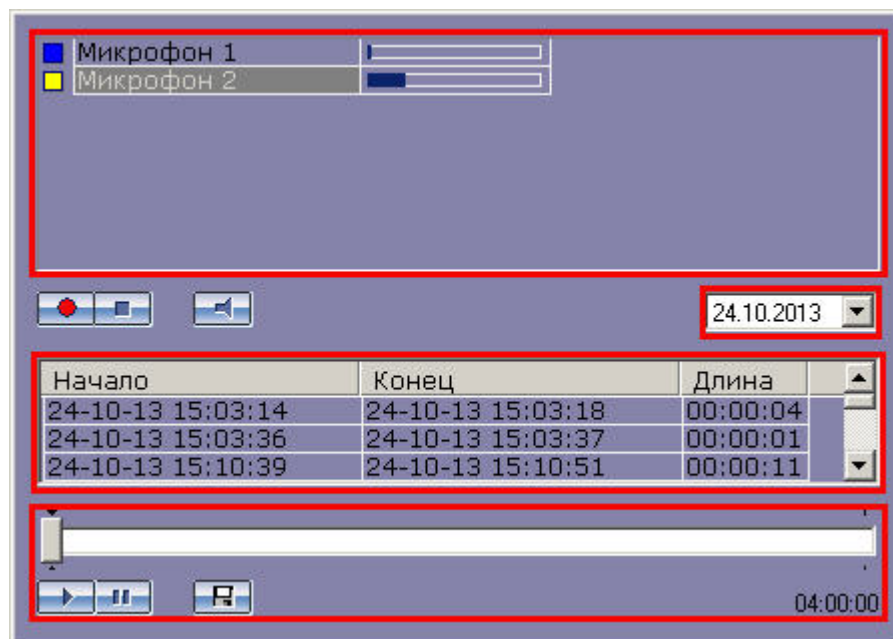 Микрофон 1
Микрофон 2
24.10.2013
Начало Конец Длина
24-10-13 15:03:14 24-10-13 15:03:18 00:00:04
24-10-13 15:03:36 24-10-13 15:03:37 00:00:01
24-10-13 15:10:39 24-10-13 15:10:51 00:00:11
04:00:00